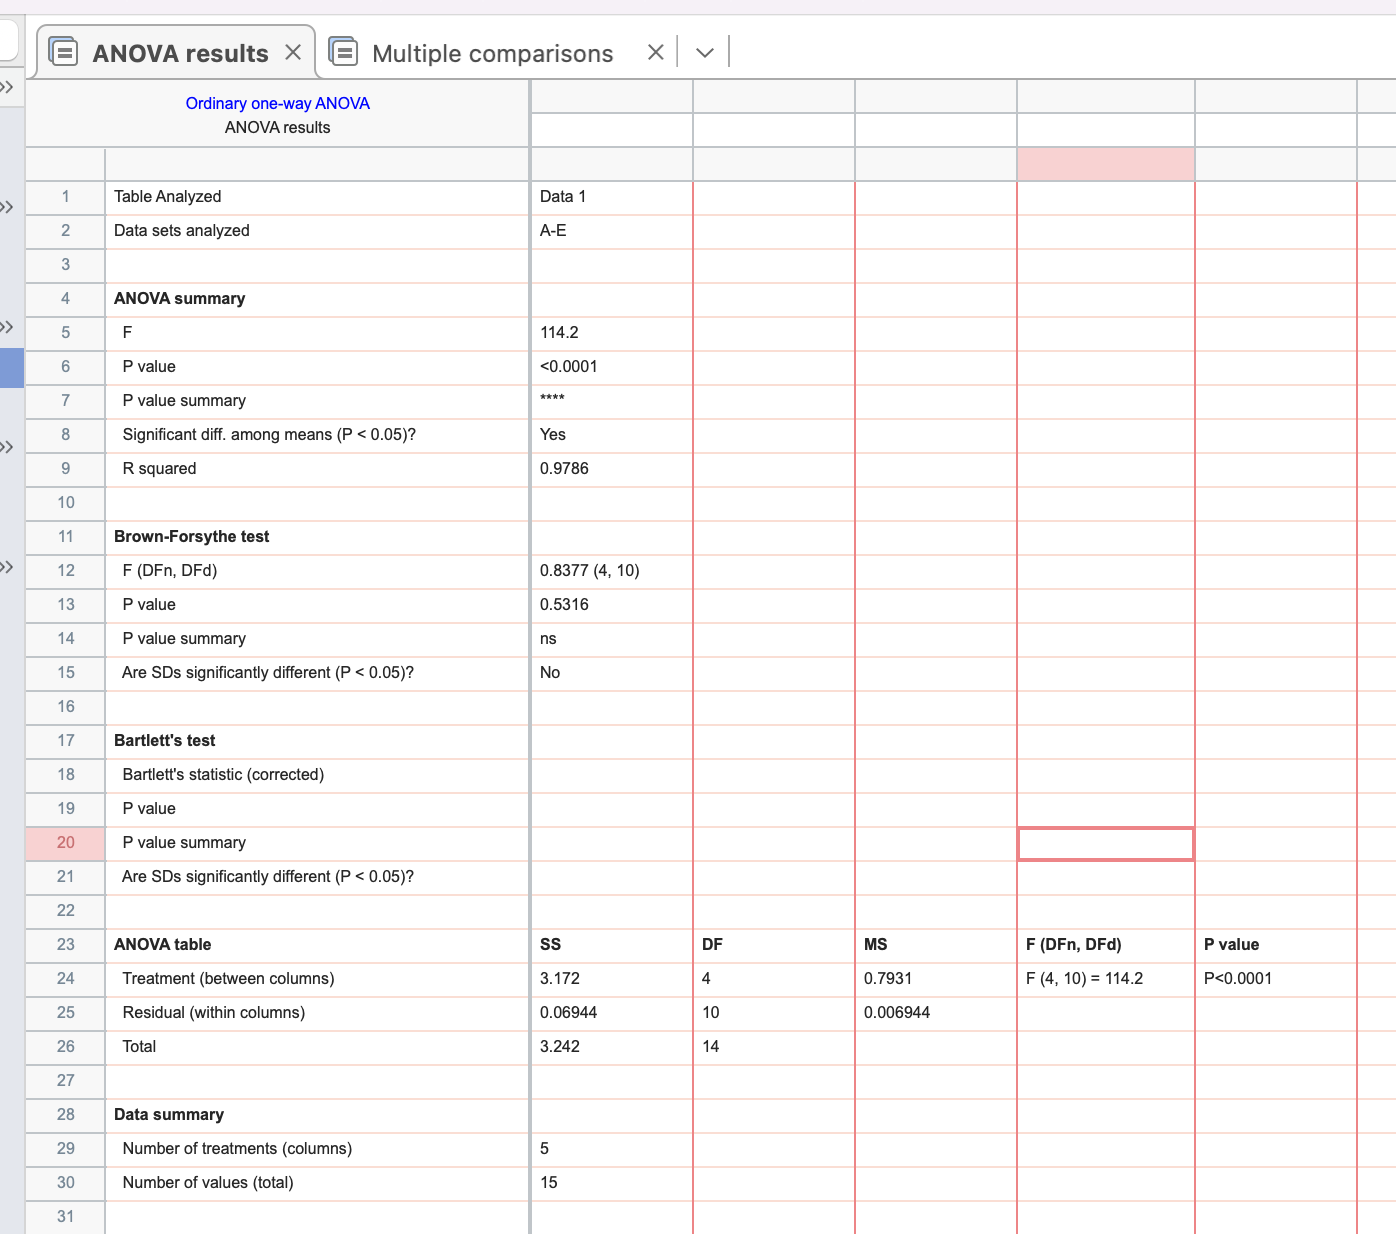 ANOVA results
Multiple comparisons
Ordinary one-way ANOVA
ANOVA results
1 Table Analyzed Data 1
2 Data sets analyzed A-E
3
4 ANOVA summary
5 F 114.2
6 P value <0.0001
7 P value summary ****
8 Significant diff. among means (P < 0.05)? Yes
9 R squared 0.9786
10
11 Brown-Forsythe test
12 F (DFn, DFd) 0.8377 (4, 10)
13 P value 0.5316
14 P value summary ns
15 Are SDs significantly different (P < 0.05)? No
16
17 Bartlett's test
18 Bartlett's statistic (corrected)
19 P value
20 P value summary
21 Are SDs significantly different (P < 0.05)?
22
23 ANOVA table SS DF MS F (DFn, DFd) P value
24 Treatment (between columns) 3.172 4 0.7931 F (4, 10) = 114.2 P<0.0001
25 Residual (within columns) 0.06944 10 0.006944
26 Total 3.242 14
27
28 Data summary
29 Number of treatments (columns) 5
30 Number of values (total) 15
31